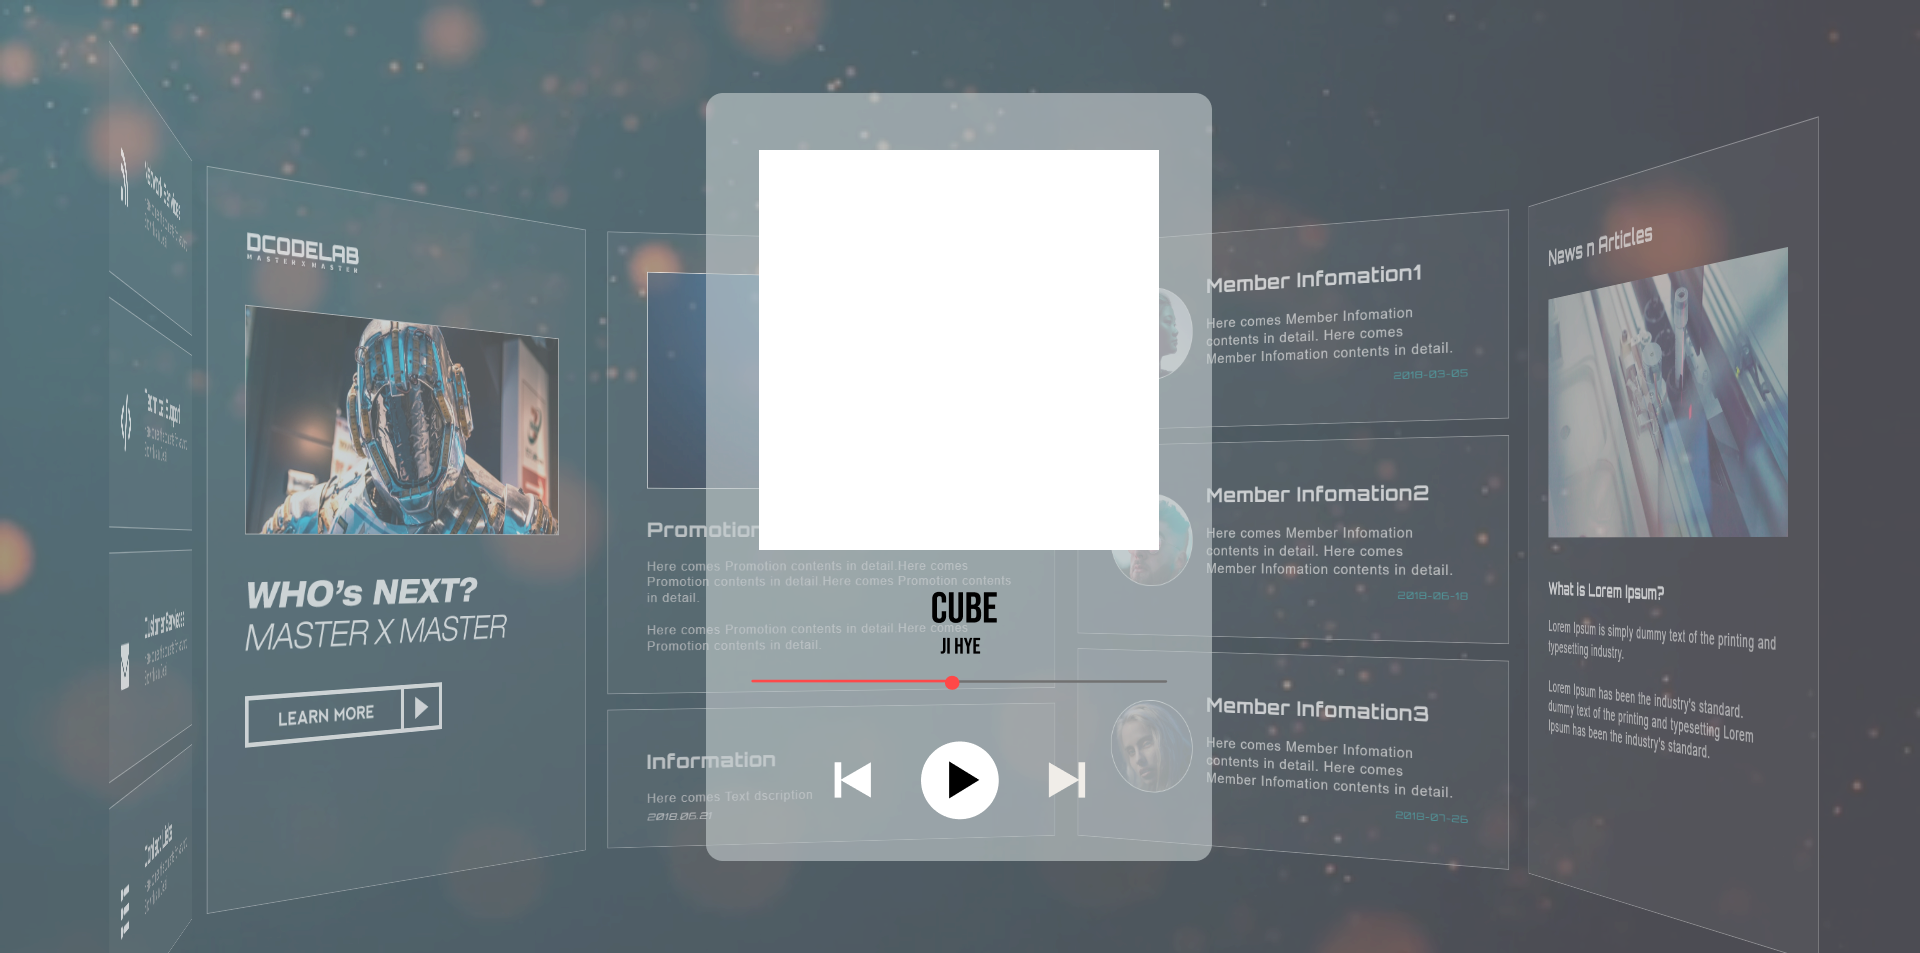 DCODELAB
MASTER X MASTER
WHO's NEXT?
MASTER X MASTER
LEARN MORE
Promotion
Here comes Promotion contents in detail.Here comes
Promotion contents in detail.Here comes Promotion contents
in detail.
Here comes Promotion contents in detail.Here comes
Promotion contents in detail.
Information
Here comes Text dscription
2018.06.21
CUBE
JI HYE
Member Infomation1
Here comes Member Infomation
contents in detail. Here comes
Member Infomation contents in detail.
2018-03-05
Member Infomation2
Here comes Member Infomation
contents in detail. Here comes
Member Infomation contents in detail.
2018-06-18
Member Infomation3
Here comes Member Infomation
contents in detail. Here comes
Member Infomation contents in detail.
2018-07-26
News n Articles
What is Lorem Ipsum?
Lorem Ipsum is simply dummy text of the printing and
typesetting industry.
Lorem Ipsum has been the industry's standard.
dummy text of the printing and typesetting Lorem
Ipsum has been the industry's standard.